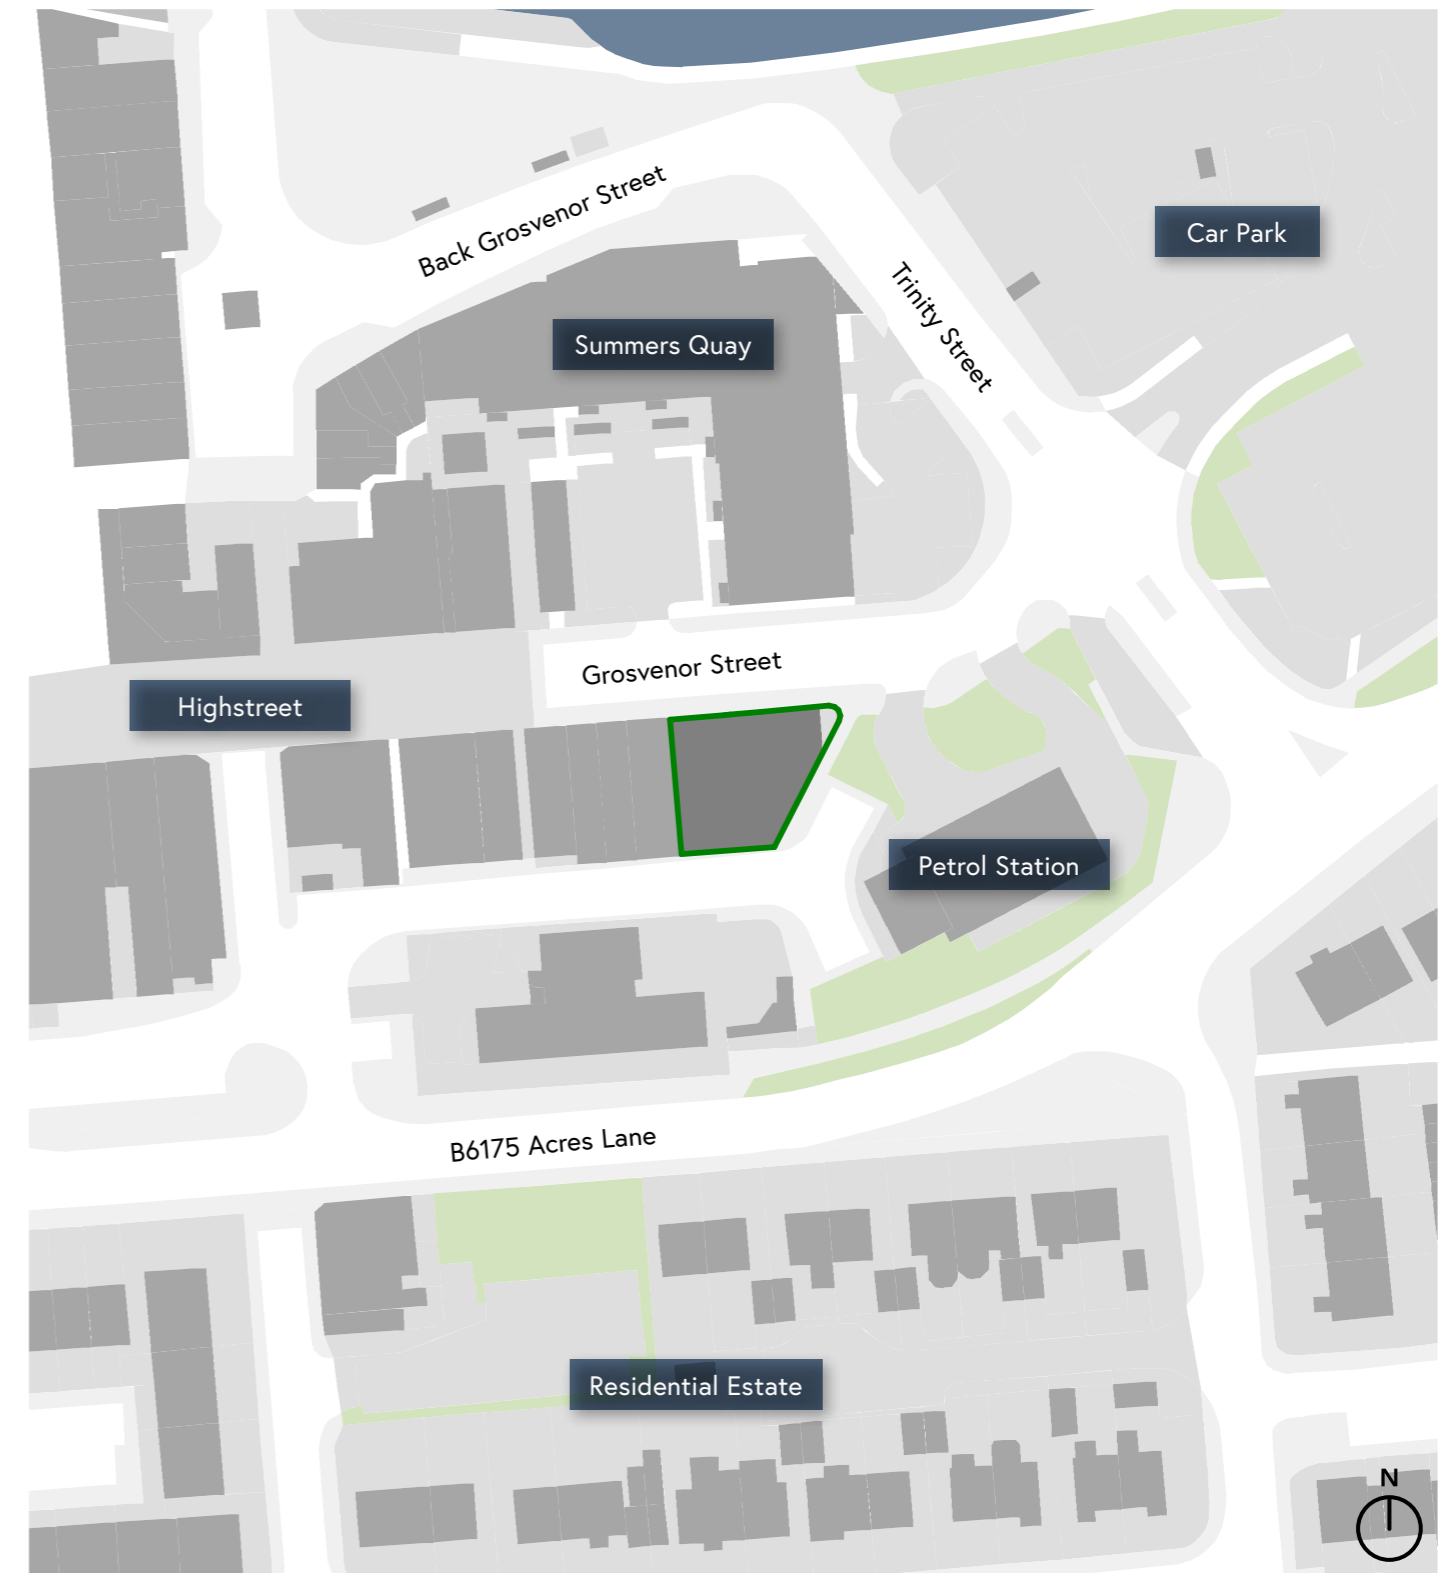 Back Grosvenor Street
Car Park
Trinity Street
Summers Quay
Grosvenor Street
Highstreet
Petrol Station
B6175 Acres Lane
Residential Estate
N